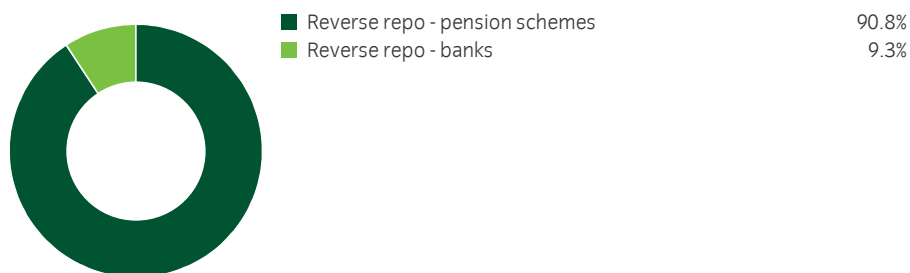 Reverse repo - pension schemes 90.8%
Reverse repo - banks 9.3%